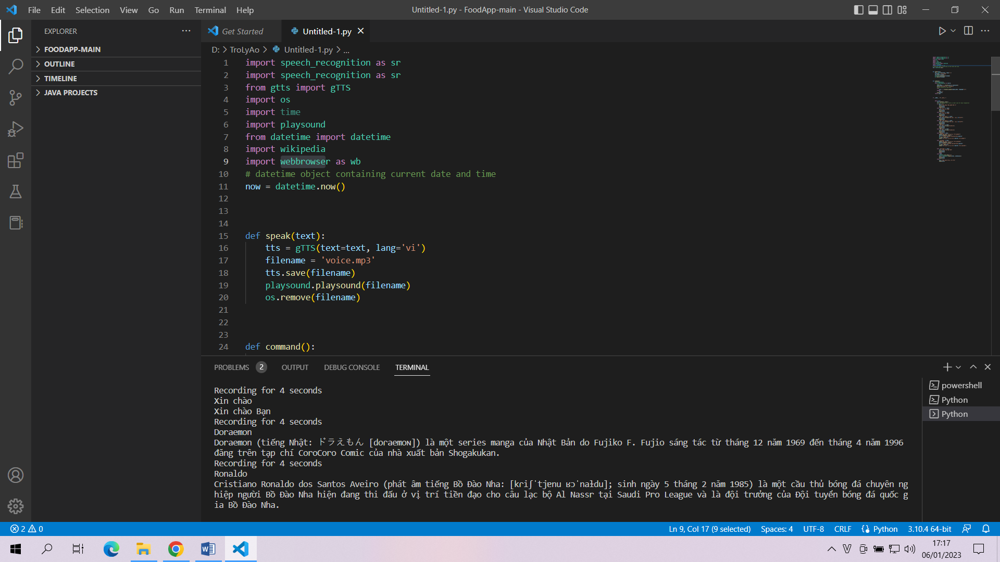 File Edit Selection View Go Run Terminal Help
Untitled-1.py - FoodApp-main - Visual Studio Code
EXPLORER
FOODAPP-MAIN
OUTLINE
TIMELINE
JAVA PROJECTS
Get Started
Untitled-1.py
D: > TroLyAo > Untitled-1.py > ...
1 import speech_recognition as sr
2 import speech_recognition as sr
3 from gtts import gTTS
4 import os
5 import time
6 import playsound
7 from datetime import datetime
8 import wikipedia
9 import webbrowser as wb
10 # datetime object containing current date and time
11 now = datetime.now()
12
13
14
15 def speak(text):
16 tts = gTTS(text=text, lang='vi')
17 filename = 'voice.mp3'
18 tts.save(filename)
19 playsound.playsound(filename)
20 os.remove(filename)
21
22
23
24 def command():
PROBLEMS 2 OUTPUT DEBUG CONSOLE TERMINAL
Recording for 4 seconds
Xin chào
Xin chào Bạn
Recording for 4 seconds
Doraemon
Doraemon (tiếng Nhật: ドラえもん [doɾaemoɴ]) là một series manga của Nhật Bản do Fujiko F. Fujio sáng tác từ tháng 12 năm 1969 đến tháng 4 năm 1996
đăng trên tạp chí CoroCoro Comic của nhà xuất bản Shogakukan.
Recording for 4 seconds
Ronaldo
Cristiano Ronaldo dos Santos Aveiro (phát âm tiếng Bồ Đào Nha: [kɾiʃˈtjɐnu ʁɔˈnaɫdu]; sinh ngày 5 tháng 2 năm 1985) là một cầu thủ bóng đá chuyên ng
hiệp người Bồ Đào Nha hiện đang thi đấu ở vị trí tiền đạo cho câu lạc bộ Al Nassr tại Saudi Pro League và là đội trưởng của Đội tuyển bóng đá quốc g
ia Bồ Đào Nha.
powershell
Python
Python
2 0
Ln 9, Col 17 (9 selected) Spaces: 4 UTF-8 CRLF Python 3.10.4 64-bit
17:17
06/01/2023